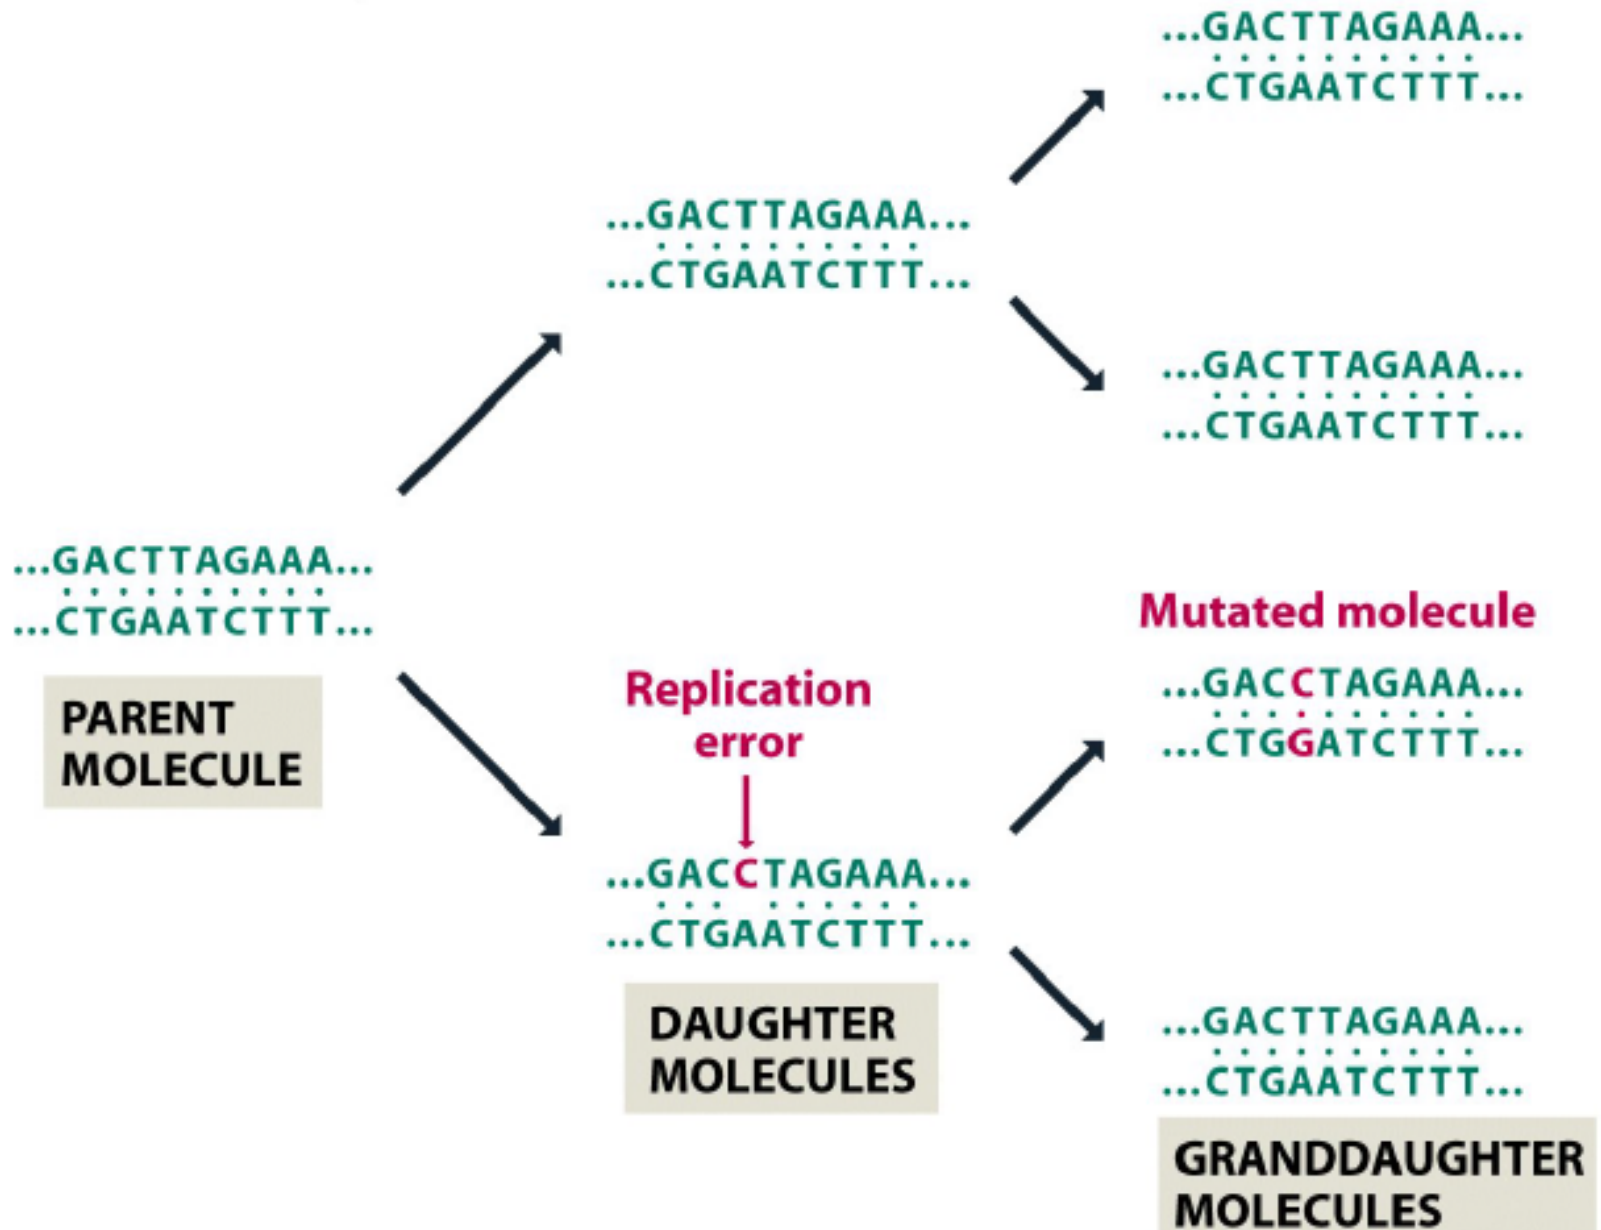 ...GACTTAGAAA...
...CTGAATCTTT...
...GACTTAGAAA...
...CTGAATCTTT...
...GACTTAGAAA...
...CTGAATCTTT...
...GACTTAGAAA...
...CTGAATCTTT...
PARENT
MOLECULE
Replication
error
...GACCTAGAAA...
...CTGAATCTTT...
DAUGHTER
MOLECULES
Mutated molecule
...GACCTAGAAA...
...CTGGATCTTT...
...GACTTAGAAA...
...CTGAATCTTT...
GRANDDAUGHTER
MOLECULES